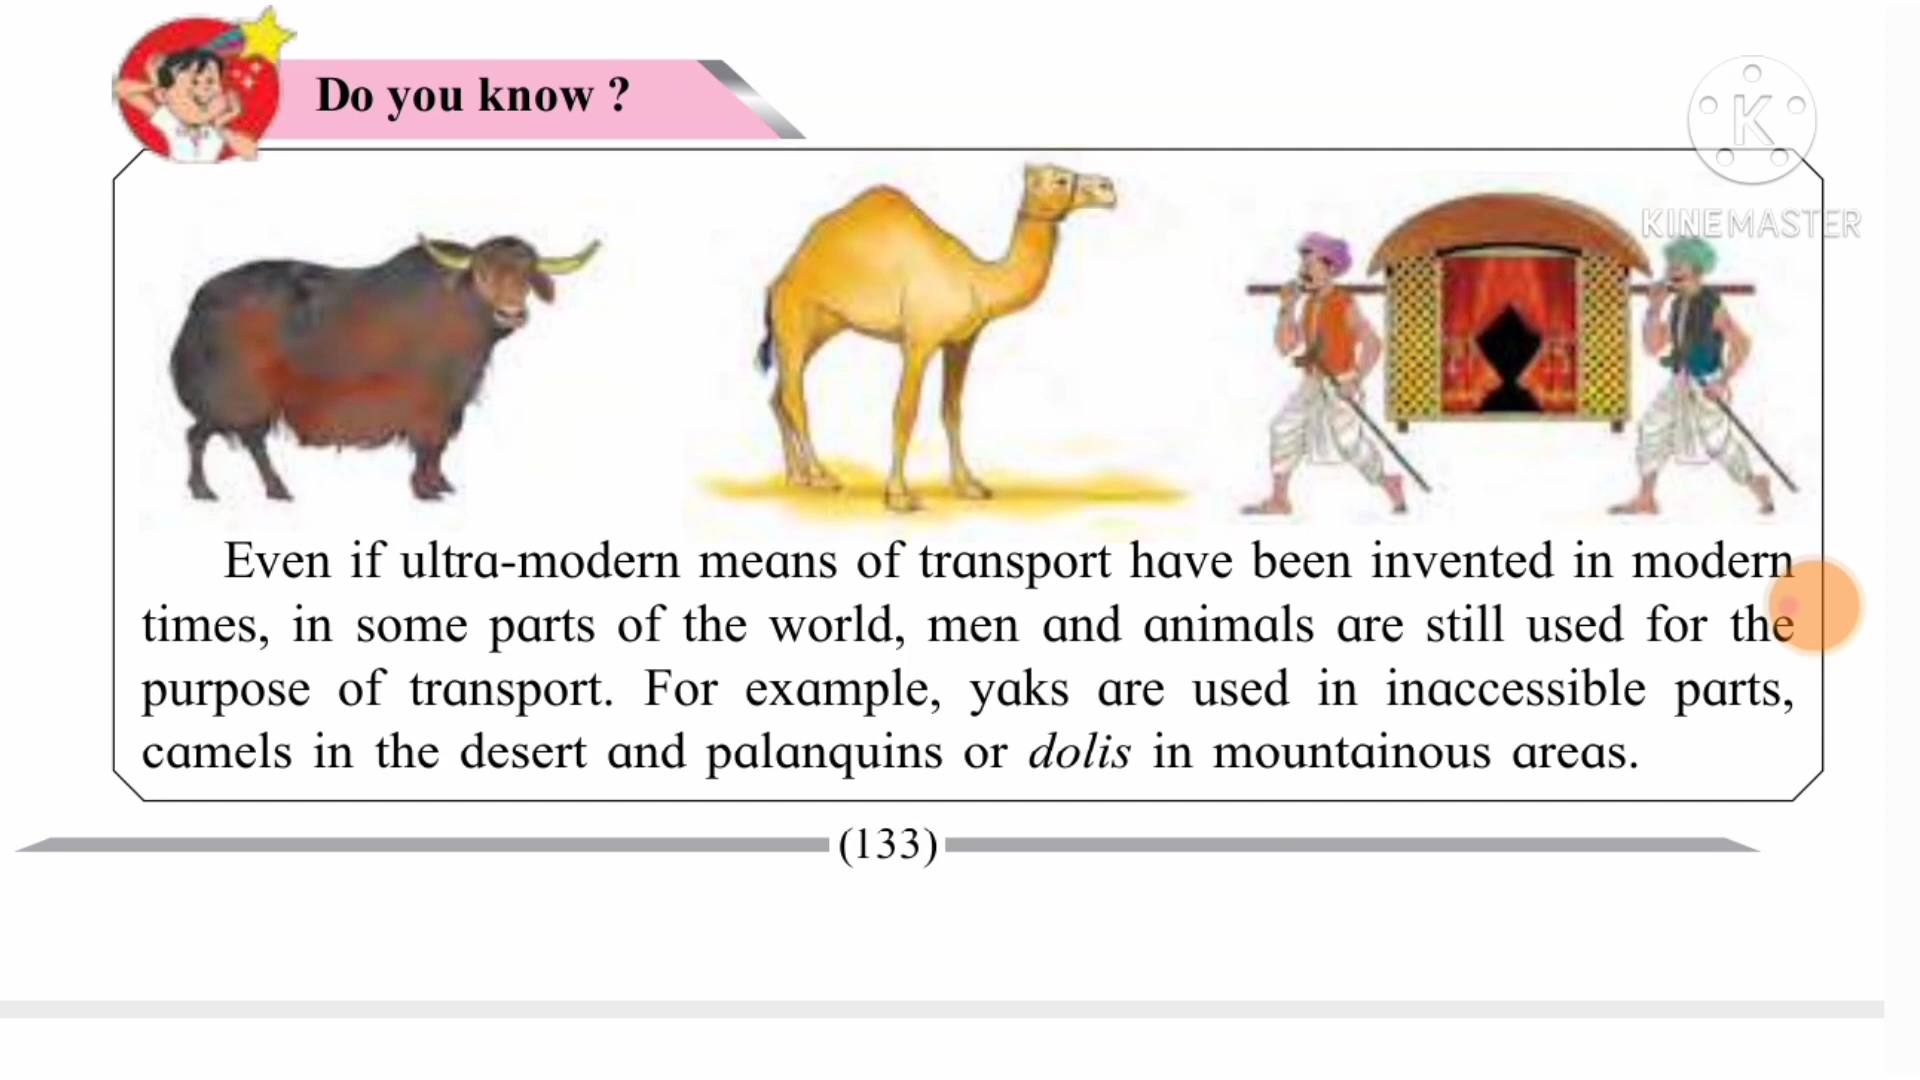 Do you know ?
K
KINEMASTER
Even if ultra-modern means of transport have been invented in modern
times, in some parts of the world, men and animals are still used for the
purpose of transport. For example, yaks are used in inaccessible parts,
camels in the desert and palanquins or dolis in mountainous areas.
(133)